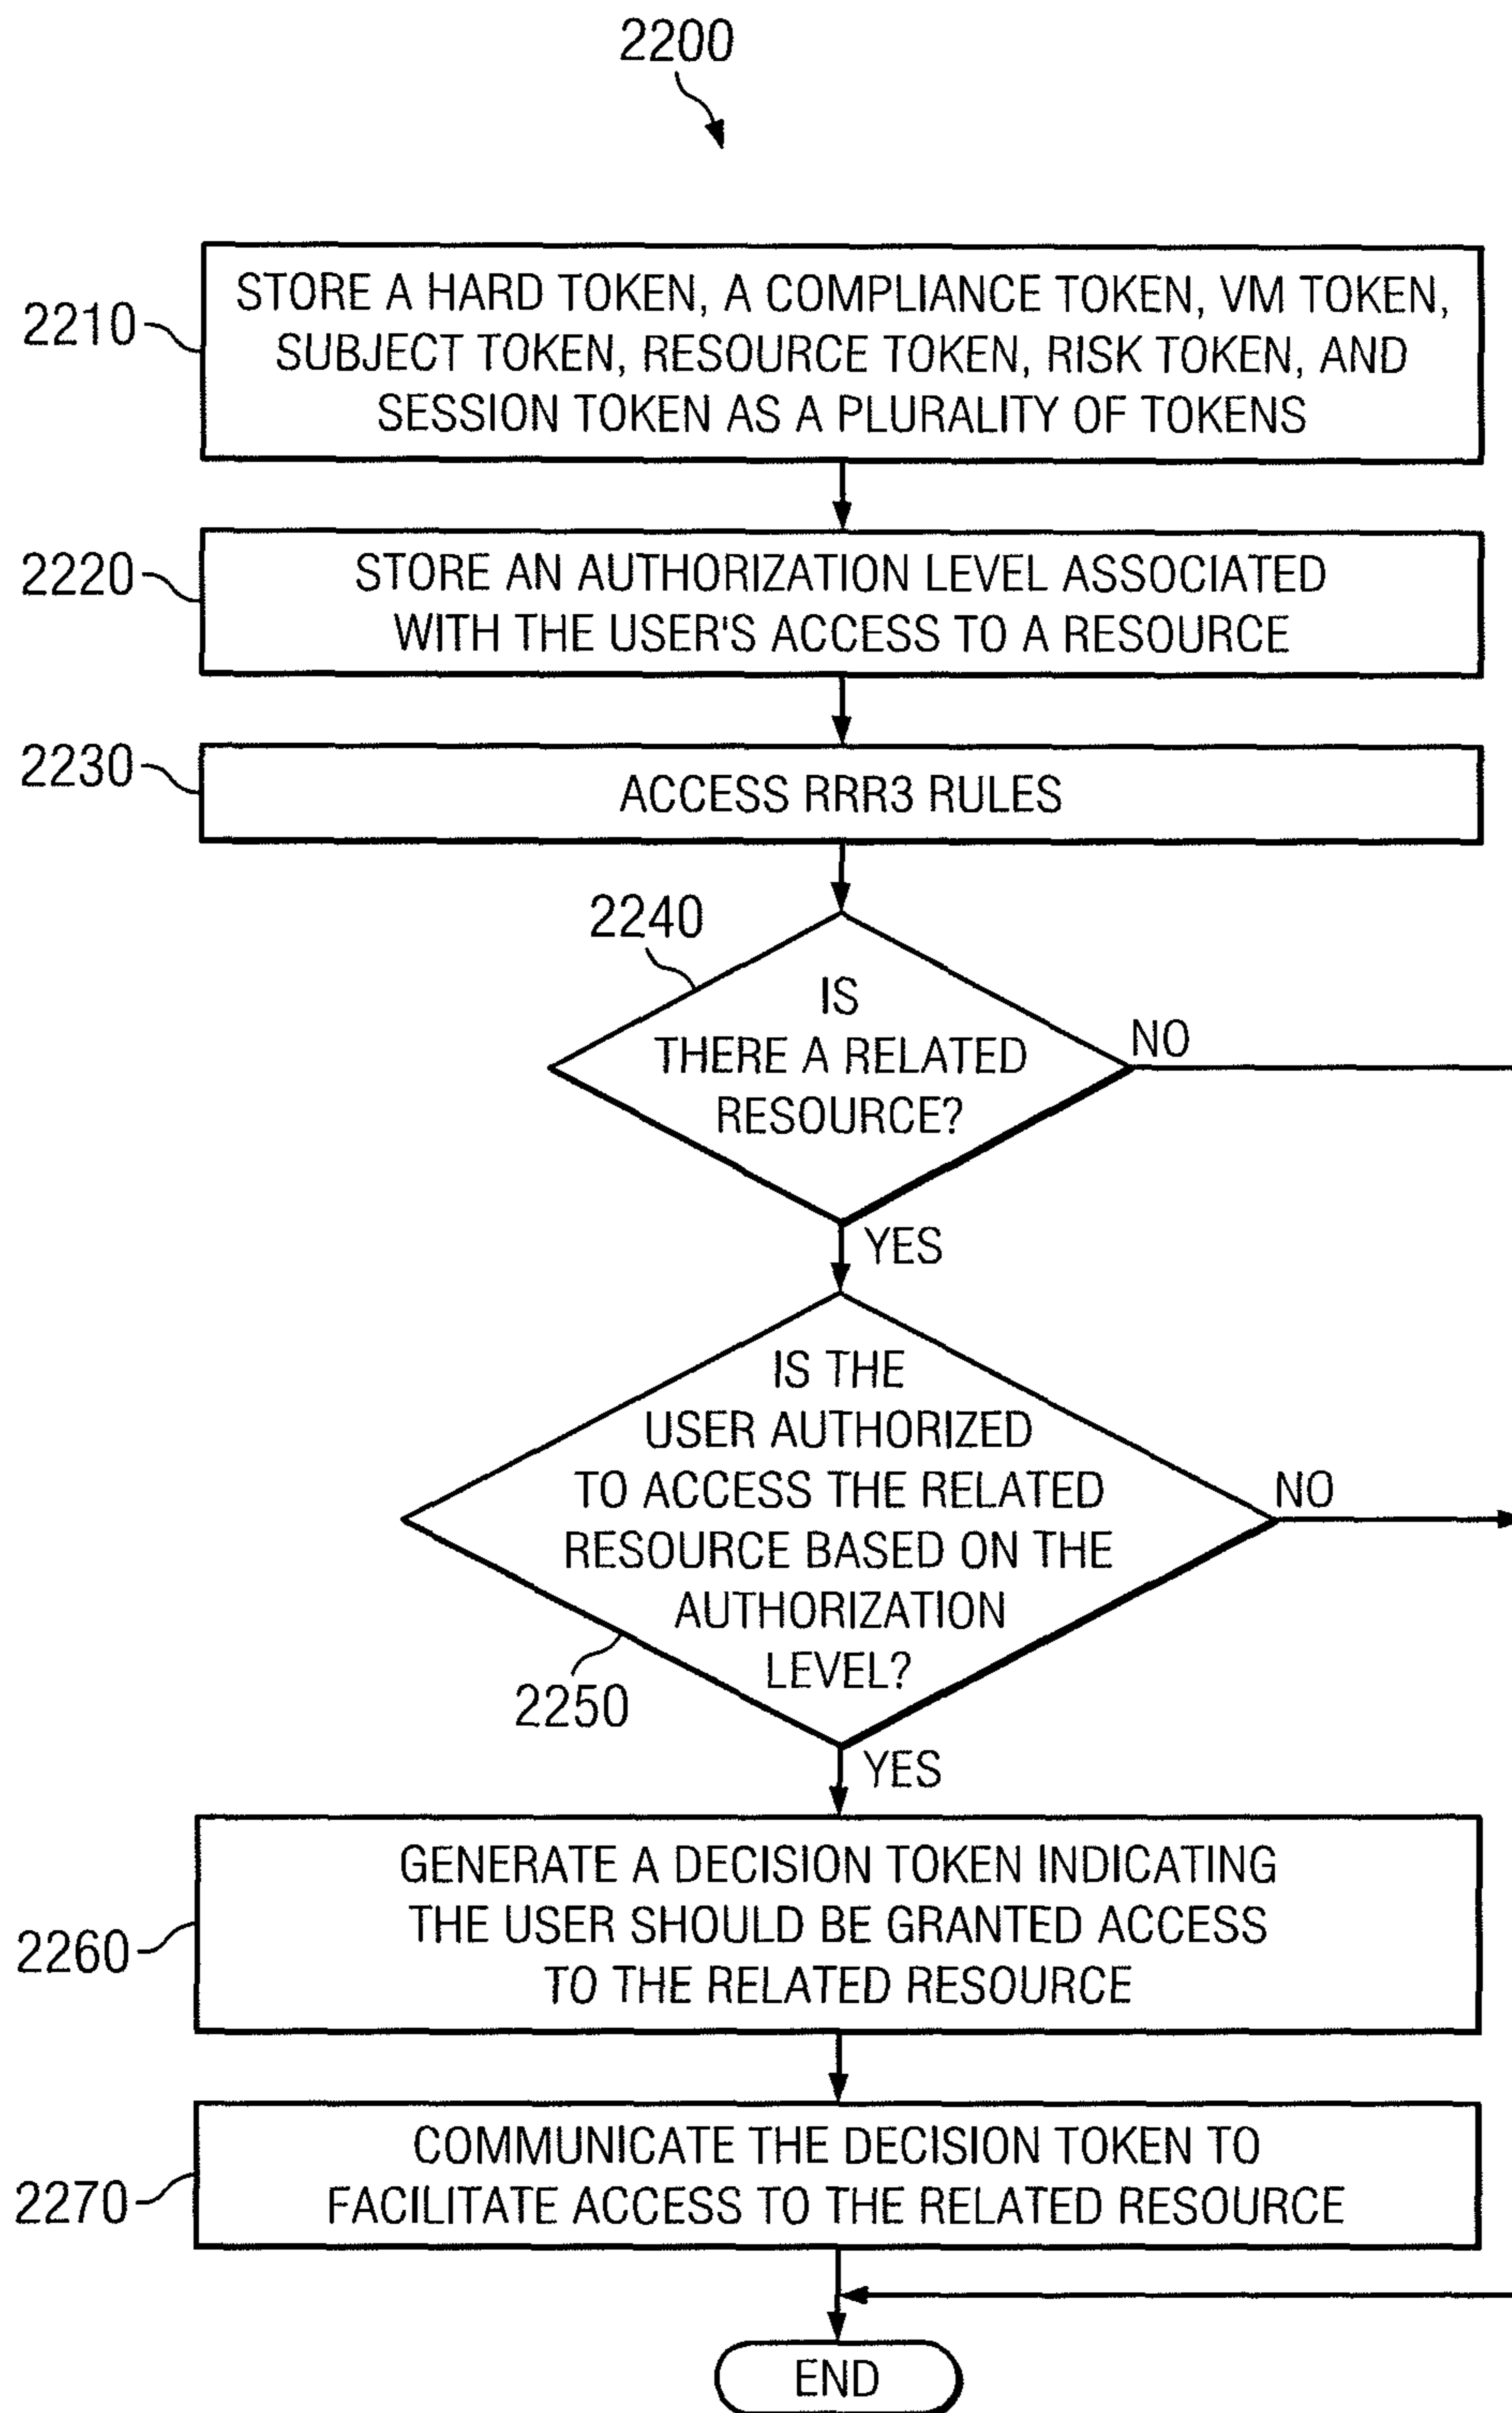 2200
2210
STORE A HARD TOKEN, A COMPLIANCE TOKEN, VM TOKEN,
SUBJECT TOKEN, RESOURCE TOKEN, RISK TOKEN, AND
SESSION TOKEN AS A PLURALITY OF TOKENS
2220
STORE AN AUTHORIZATION LEVEL ASSOCIATED
WITH THE USER'S ACCESS TO A RESOURCE
2230
ACCESS RRR3 RULES
2240
IS
THERE A RELATED
RESOURCE?
NO
YES
IS THE
USER AUTHORIZED
TO ACCESS THE RELATED
RESOURCE BASED ON THE
AUTHORIZATION
LEVEL?
NO
2250
YES
2260
GENERATE A DECISION TOKEN INDICATING
THE USER SHOULD BE GRANTED ACCESS
TO THE RELATED RESOURCE
2270
COMMUNICATE THE DECISION TOKEN TO
FACILITATE ACCESS TO THE RELATED RESOURCE
END